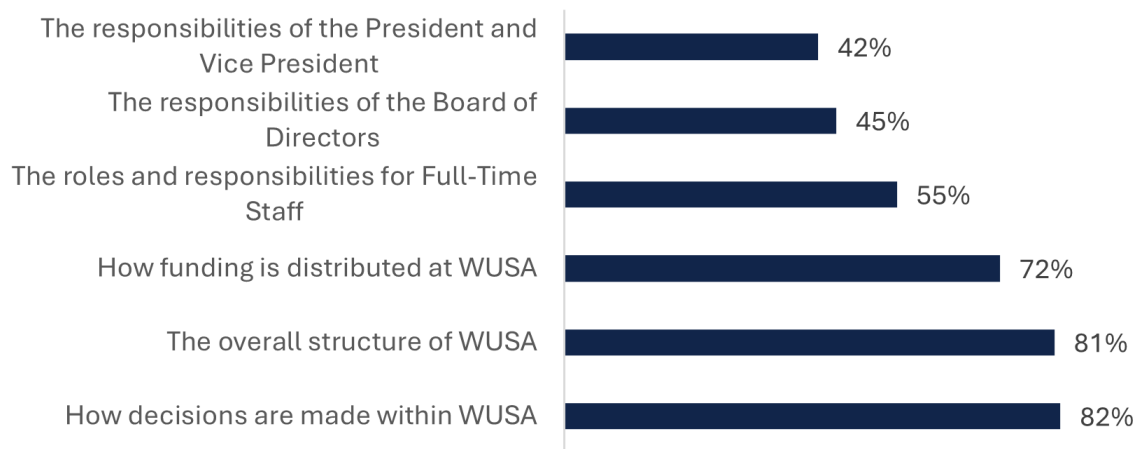 The responsibilities of the President and
Vice President
42%
The responsibilities of the Board of
Directors
45%
The roles and responsibilities for Full-Time
Staff
55%
How funding is distributed at WUSA
72%
The overall structure of WUSA
81%
How decisions are made within WUSA
82%